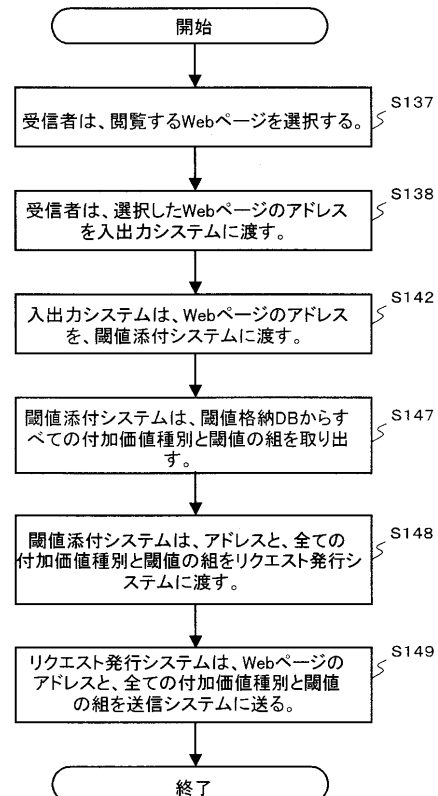 開始
S137
受信者は、閲覧するWebページを選択する。
S138
受信者は、選択したWebページのアドレス
を入出力システムに渡す。
S142
入出力システムは、Webページのアドレス
を、閾値添付システムに渡す。
S147
閾値添付システムは、閾値格納DBからす
べての付加価値種別と閾値の組を取り出
す。
S148
閾値添付システムは、アドレスと、全ての
付加価値種別と閾値の組をリクエスト発行シ
ステムに渡す。
S149
リクエスト発行システムは、Webページの
アドレスと、全ての付加価値種別と閾値
の組を送信システムに送る。
終了